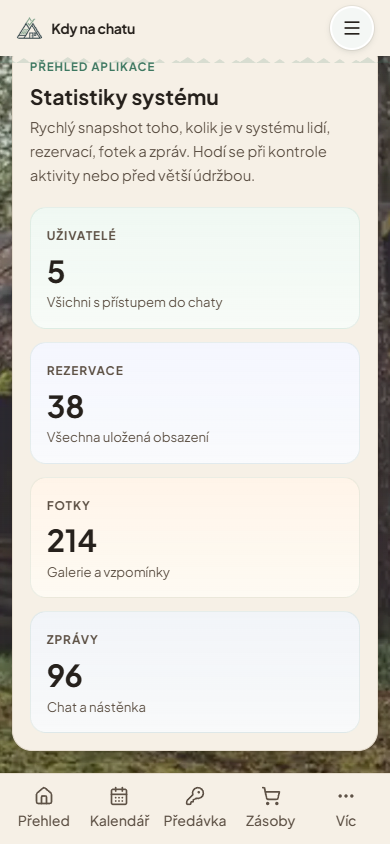 Kdy na chatu
PŘEHLED APLIKACE
Statistiky systému
Rychlý snapshot toho, kolik je v systému lidí,
rezervací, fotek a zpráv. Hodí se při kontrole
aktivity nebo před větší údržbou.
UŽIVATELÉ
5
Všichni s přístupem do chaty
REZERVACE
38
Všechna uložená obsazení
FOTKY
214
Galerie a vzpomínky
ZPRÁVY
96
Chat a nástěnka
Přehled Kalendář Předávka Zásoby Víc